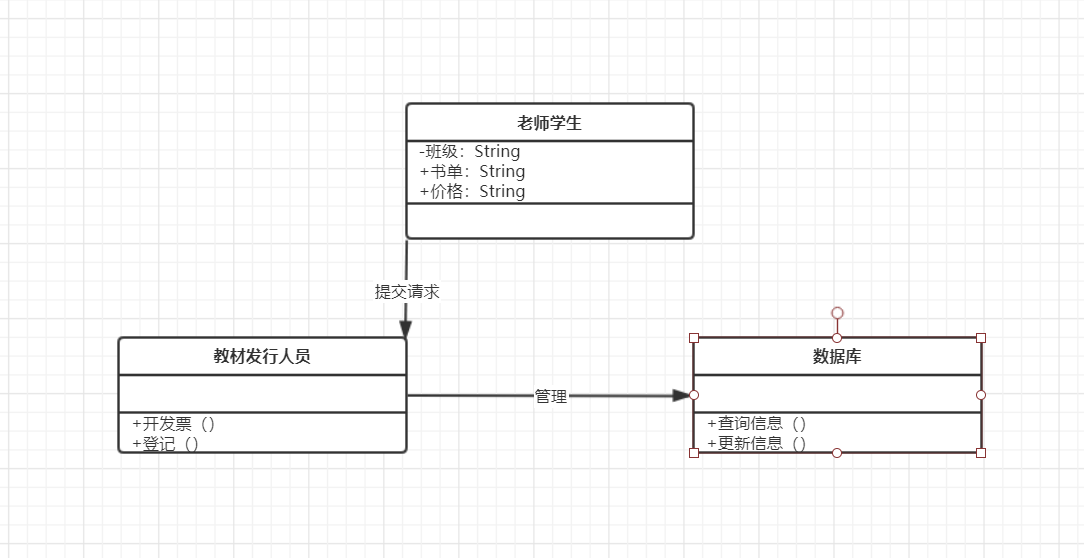 老师学生
-班级：String
+书单：String
+价格：String
提交请求
教材发行人员
+开发票（）
+登记（）
管理
数据库
+查询信息（）
+更新信息（）